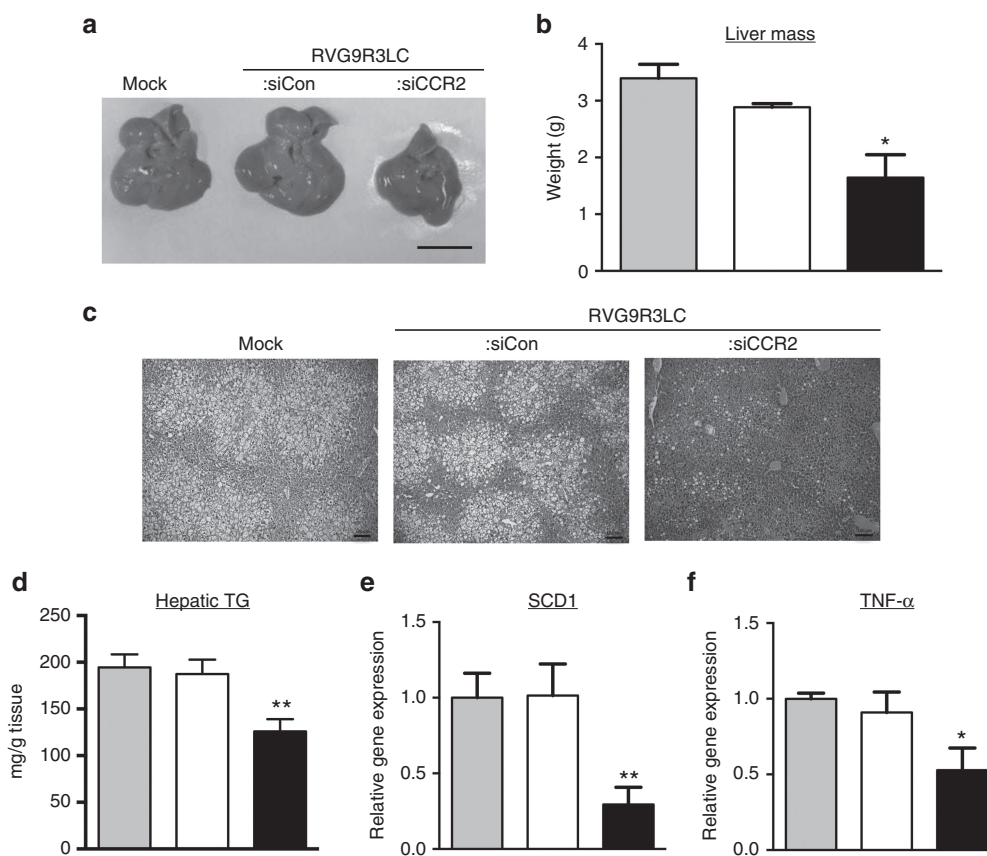 a
RVG9R3LC
Mock :siCon :siCCR2
b
Liver mass
Weight (g)
4
3
2
1
0
*
c
RVG9R3LC
Mock :siCon :siCCR2
d
Hepatic TG
mg/g tissue
250
200
150
100
50
0
**
e
SCD1
Relative gene expression
1.5
1.0
0.5
0.0
**
f
TNF-α
Relative gene expression
1.5
1.0
0.5
0.0
*